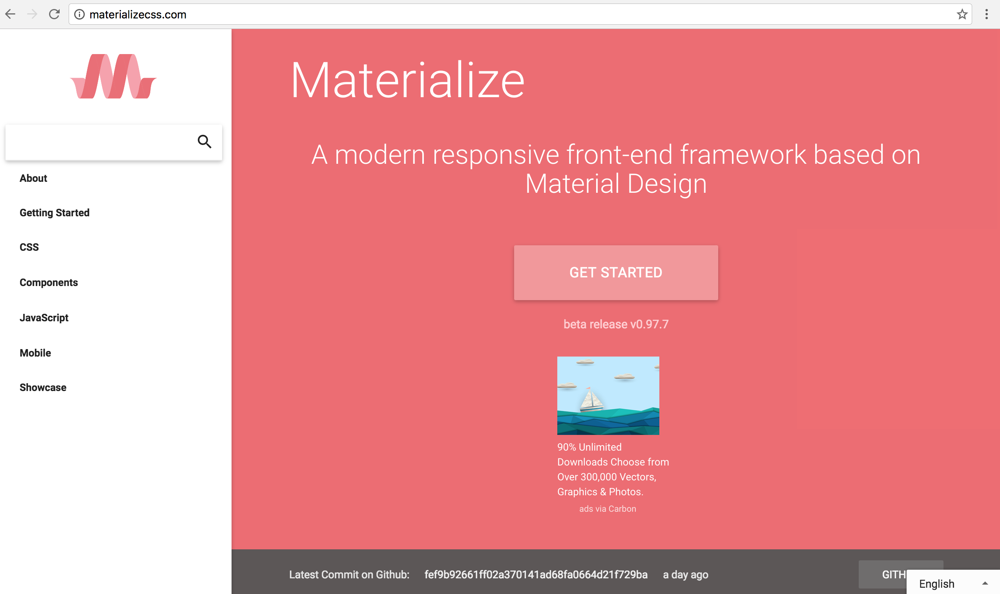 materializecss.com
About
Getting Started
CSS
Components
JavaScript
Mobile
Showcase
Materialize
A modern responsive front-end framework based on
Material Design
GET STARTED
beta release v0.97.7
90% Unlimited
Downloads Choose from
Over 300,000 Vectors,
Graphics & Photos.
ads via Carbon
Latest Commit on Github: fef9b92661ff02a370141ad68fa0664d21f729ba a day ago
GITH
English